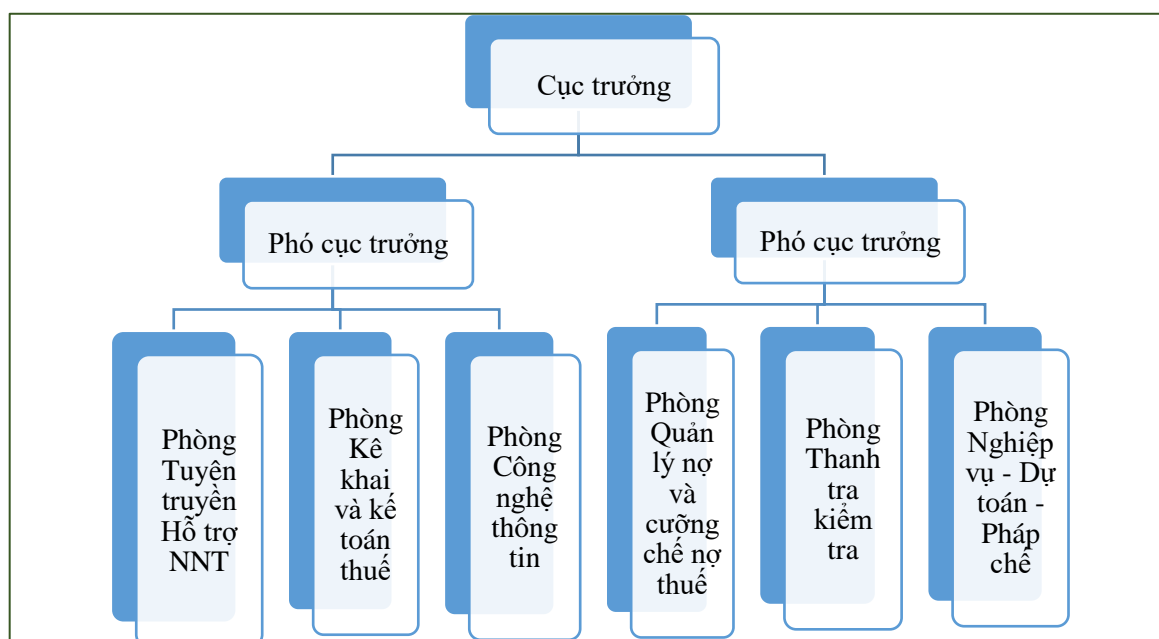 Cục trưởng
Phó cục trưởng
Phó cục trưởng
Phòng
Tuyện
truyền
Hỗ trợ
NNT
Phòng
Kê
khai
và kế
toán
thuế
Phòng
Công
nghệ
thông
tin
Phòng
Quản
lý nợ
và
cưỡng
chế nợ
thuế
Phòng
Thanh
tra
kiểm
tra
Phòng
Nghiệp
vụ - Dự
toán -
Pháp
chế